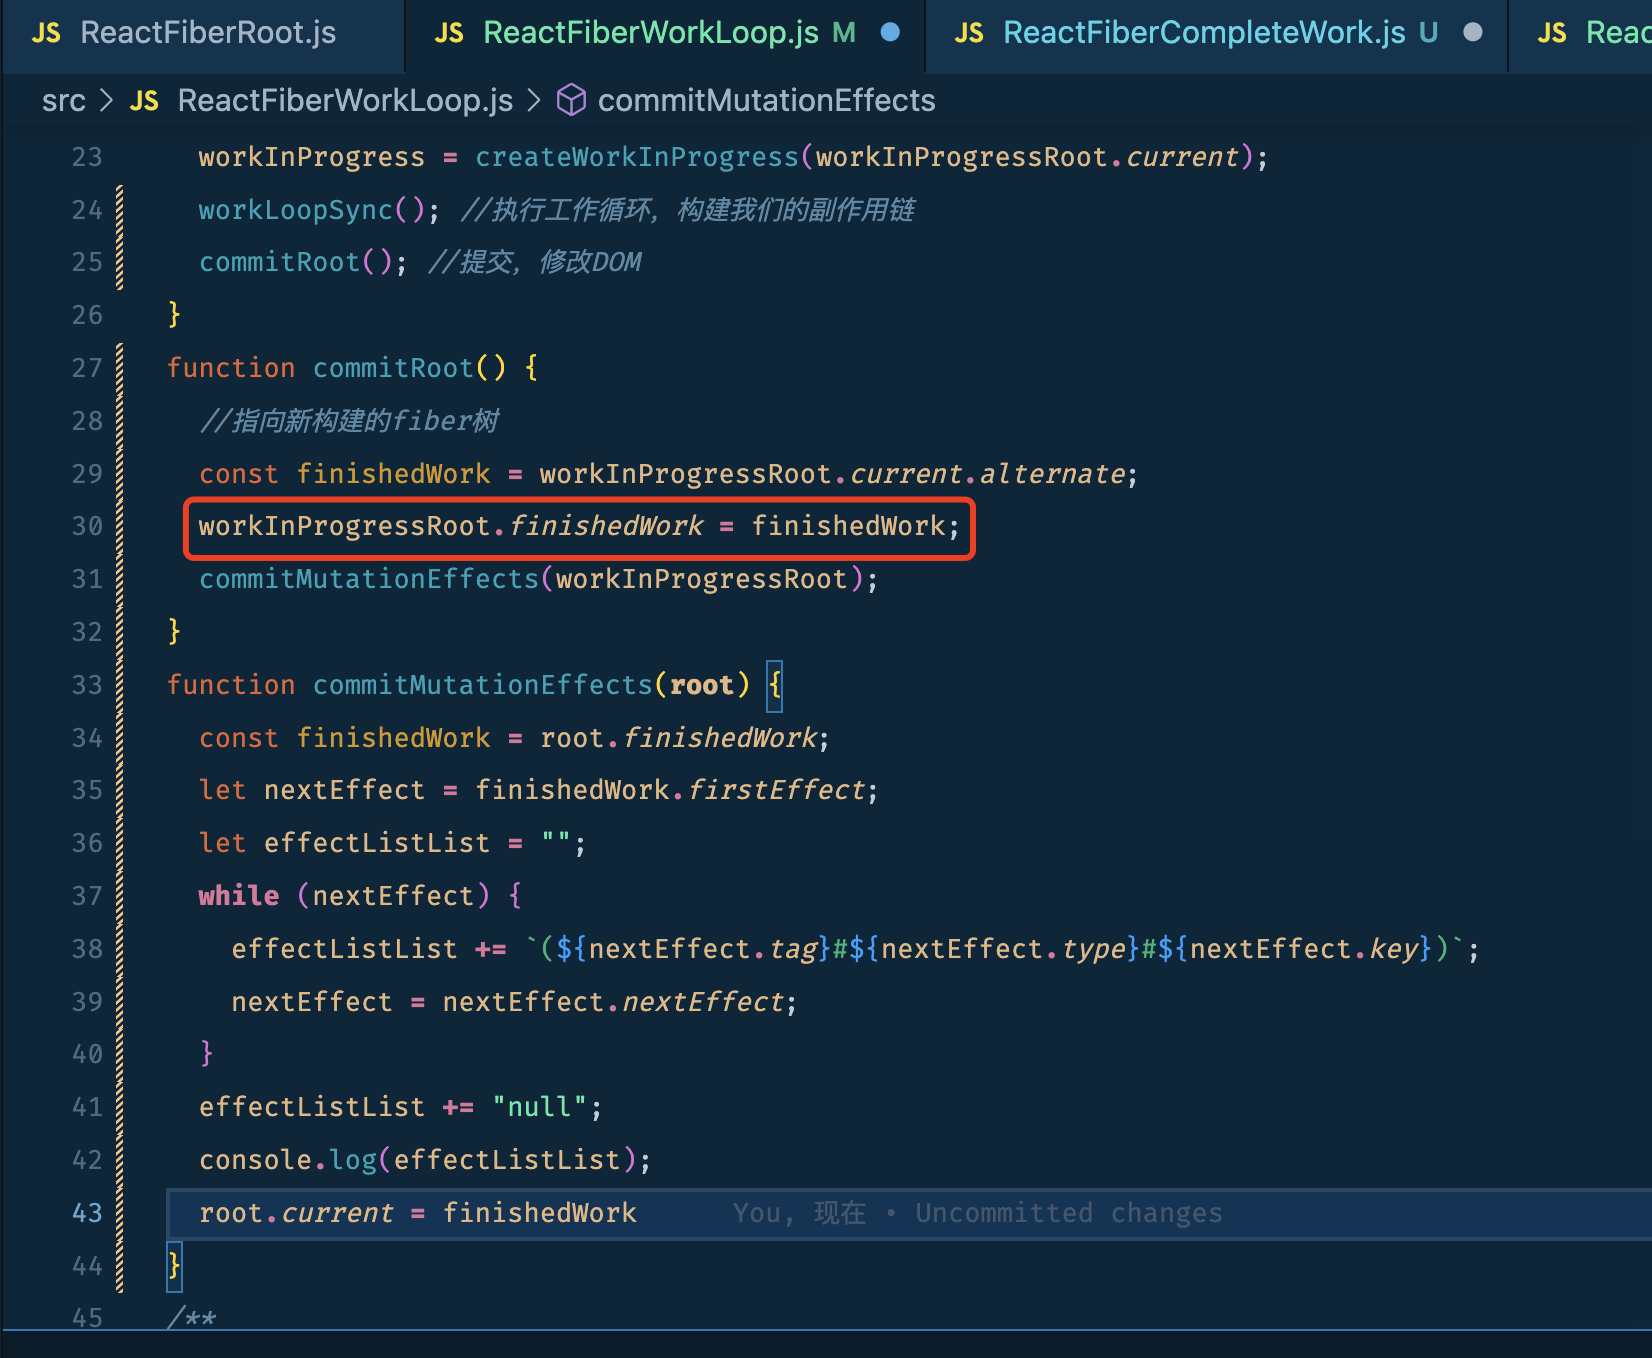 JS ReactFiberRoot.js JS ReactFiberWorkLoop.js M JS ReactFiberCompleteWork.js U JS Reac
src > JS ReactFiberWorkLoop.js > commitMutationEffects
23 workInProgress = createWorkInProgress(workInProgressRoot.current);
24 workLoopSync(); //执行工作循环，构建我们的副作用链
25 commitRoot(); //提交，修改DOM
26 }
27 function commitRoot() {
28 //指向新构建的fiber树
29 const finishedWork = workInProgressRoot.current.alternate;
30 workInProgressRoot.finishedWork = finishedWork;
31 commitMutationEffects(workInProgressRoot);
32 }
33 function commitMutationEffects(root) {
34 const finishedWork = root.finishedWork;
35 let nextEffect = finishedWork.firstEffect;
36 let effectListList = "";
37 while (nextEffect) {
38 effectListList += `(${nextEffect.tag}#${nextEffect.type}#${nextEffect.key})`;
39 nextEffect = nextEffect.nextEffect;
40 }
41 effectListList += "null";
42 console.log(effectListList);
43 root.current = finishedWork You, 现在 • Uncommitted changes
44 }
45 /**